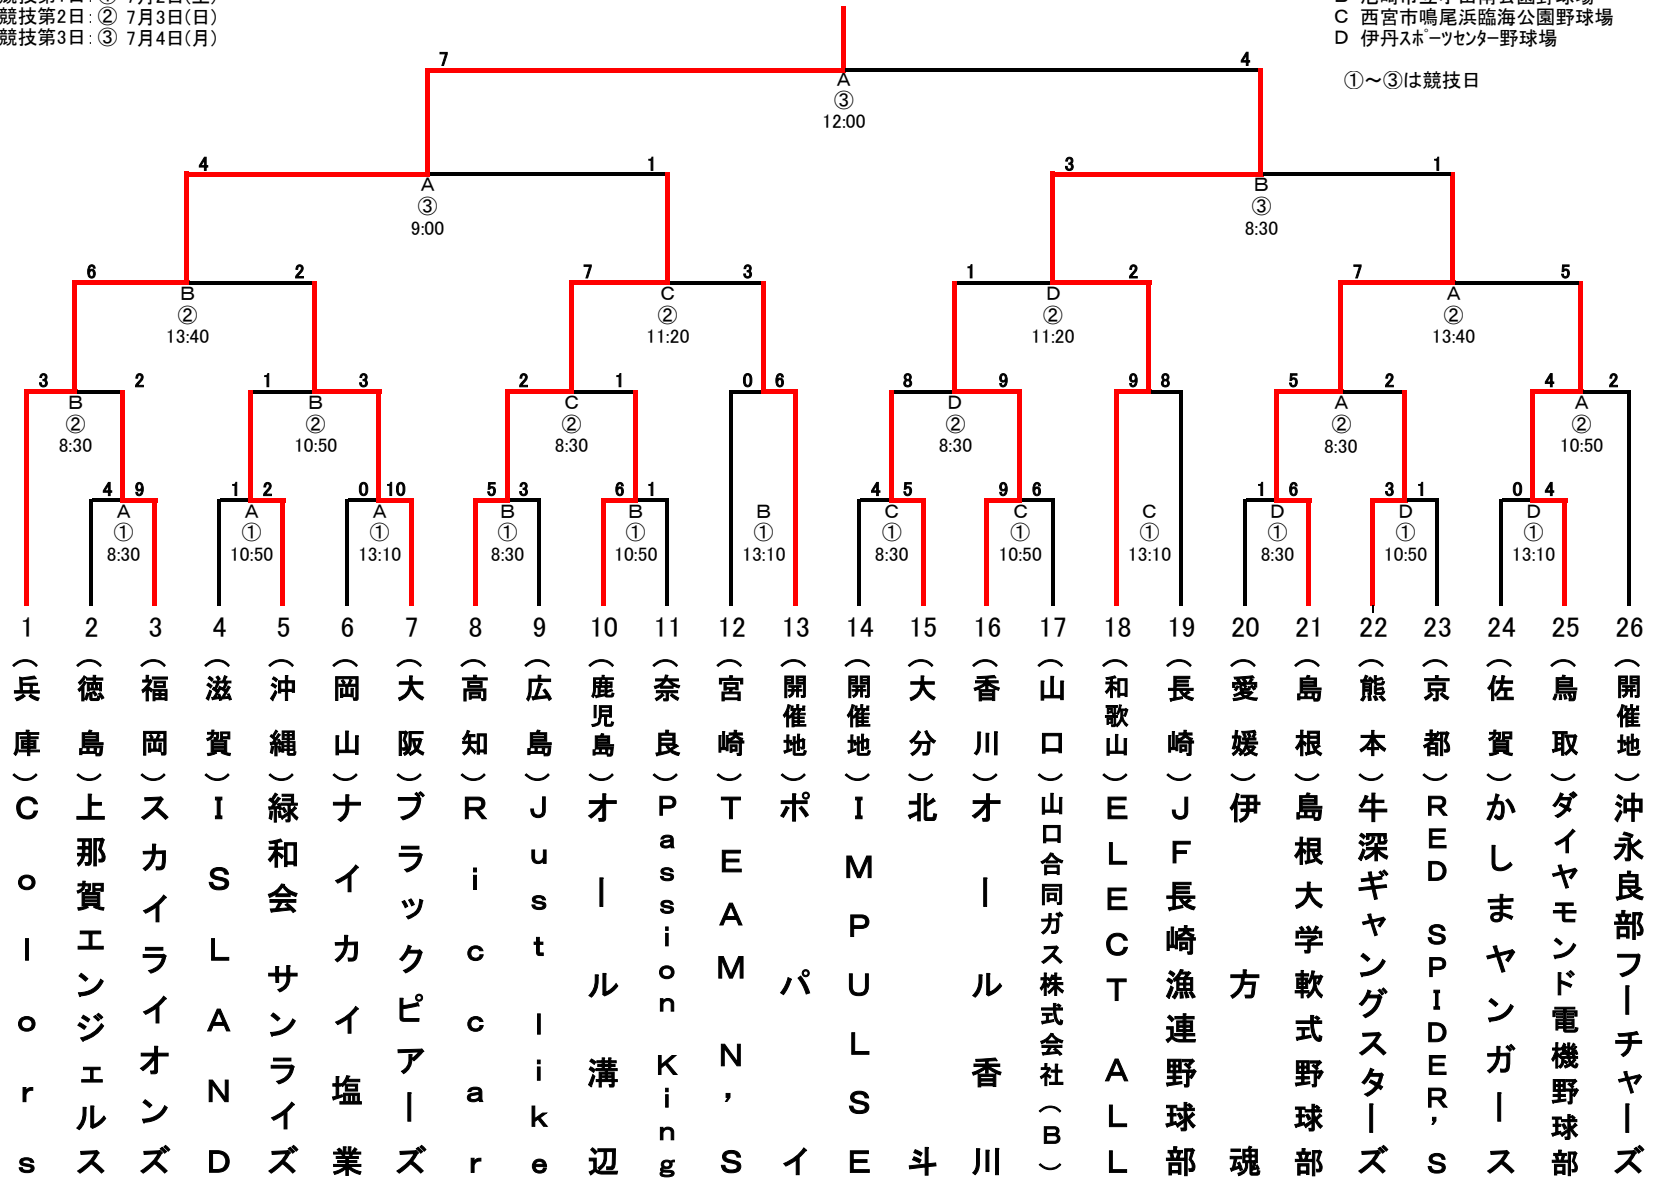 競技第2日：② 7月3日(日)
競技第3日：③ 7月4日(月)
C 西宮市鳴尾浜臨海公園野球場
D 伊丹スポーツセンター野球場
①～③は競技日
7 4
A
③
12:00
4 1 3 1
A B
③ ③
9:00 8:30
6 2 7 3 1 2 7 5
B C D A
② ② ② ②
13:40 11:20 11:20 13:40
3 2 1 3 2 1 0 6 8 9 9 8 5 2 4 2
B B C D A A
② ② ② ② ② ②
8:30 10:50 8:30 8:30 8:30 10:50
4 9 1 2 0 10 5 3 6 1 4 5 9 6 1 6 3 1 0 4
A A A B B B C C C D D D
① ① ① ① ① ① ① ① ① ① ① ①
8:30 10:50 13:10 8:30 10:50 13:10 8:30 10:50 13:10 8:30 10:50 13:10
1 (兵庫) Colors
2 (徳島) 上那賀エンジェルス
3 (福岡) スカイライオンズ
4 (滋賀) ISLAND
5 (沖縄) 緑和会 サンライズ
6 (岡山) ナイカイ塩業
7 (大阪) ブラックピアーズ
8 (高知) Riccar
9 (広島) Just like
10 (鹿児島) オール溝辺
11 (奈良) Passion King
12 (宮崎) TEAM N’S
13 (開催地) ポパイ
14 (開催地) IMPULSE
15 (大分) 北斗
16 (香川) オール香川
17 (山口) 山口合同ガス株式会社(B)
18 (和歌山) ELECT ALL
19 (長崎) JF長崎漁連野球部
20 (愛媛) 伊方魂
21 (島根) 島根大学軟式野球部
22 (熊本) 牛深ギャングスターズ
23 (京都) RED SPIDER’S
24 (佐賀) かしまヤンガース
25 (鳥取) ダイヤモンド電機野球部
26 (開催地) 沖永良部フーチャーズ